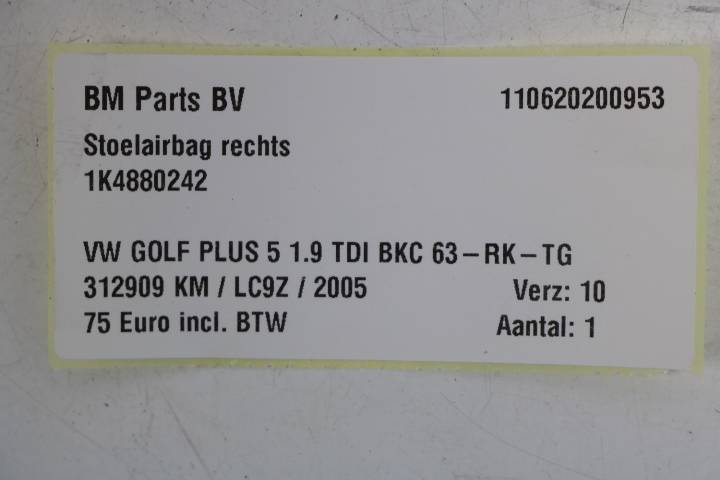 BM Parts BV 110620200953
Stoelairbag rechts
1K4880242
VW GOLF PLUS 5 1.9 TDI BKC 63-RK-TG
312909 KM / LC9Z / 2005 Verz: 10
75 Euro incl. BTW Aantal: 1